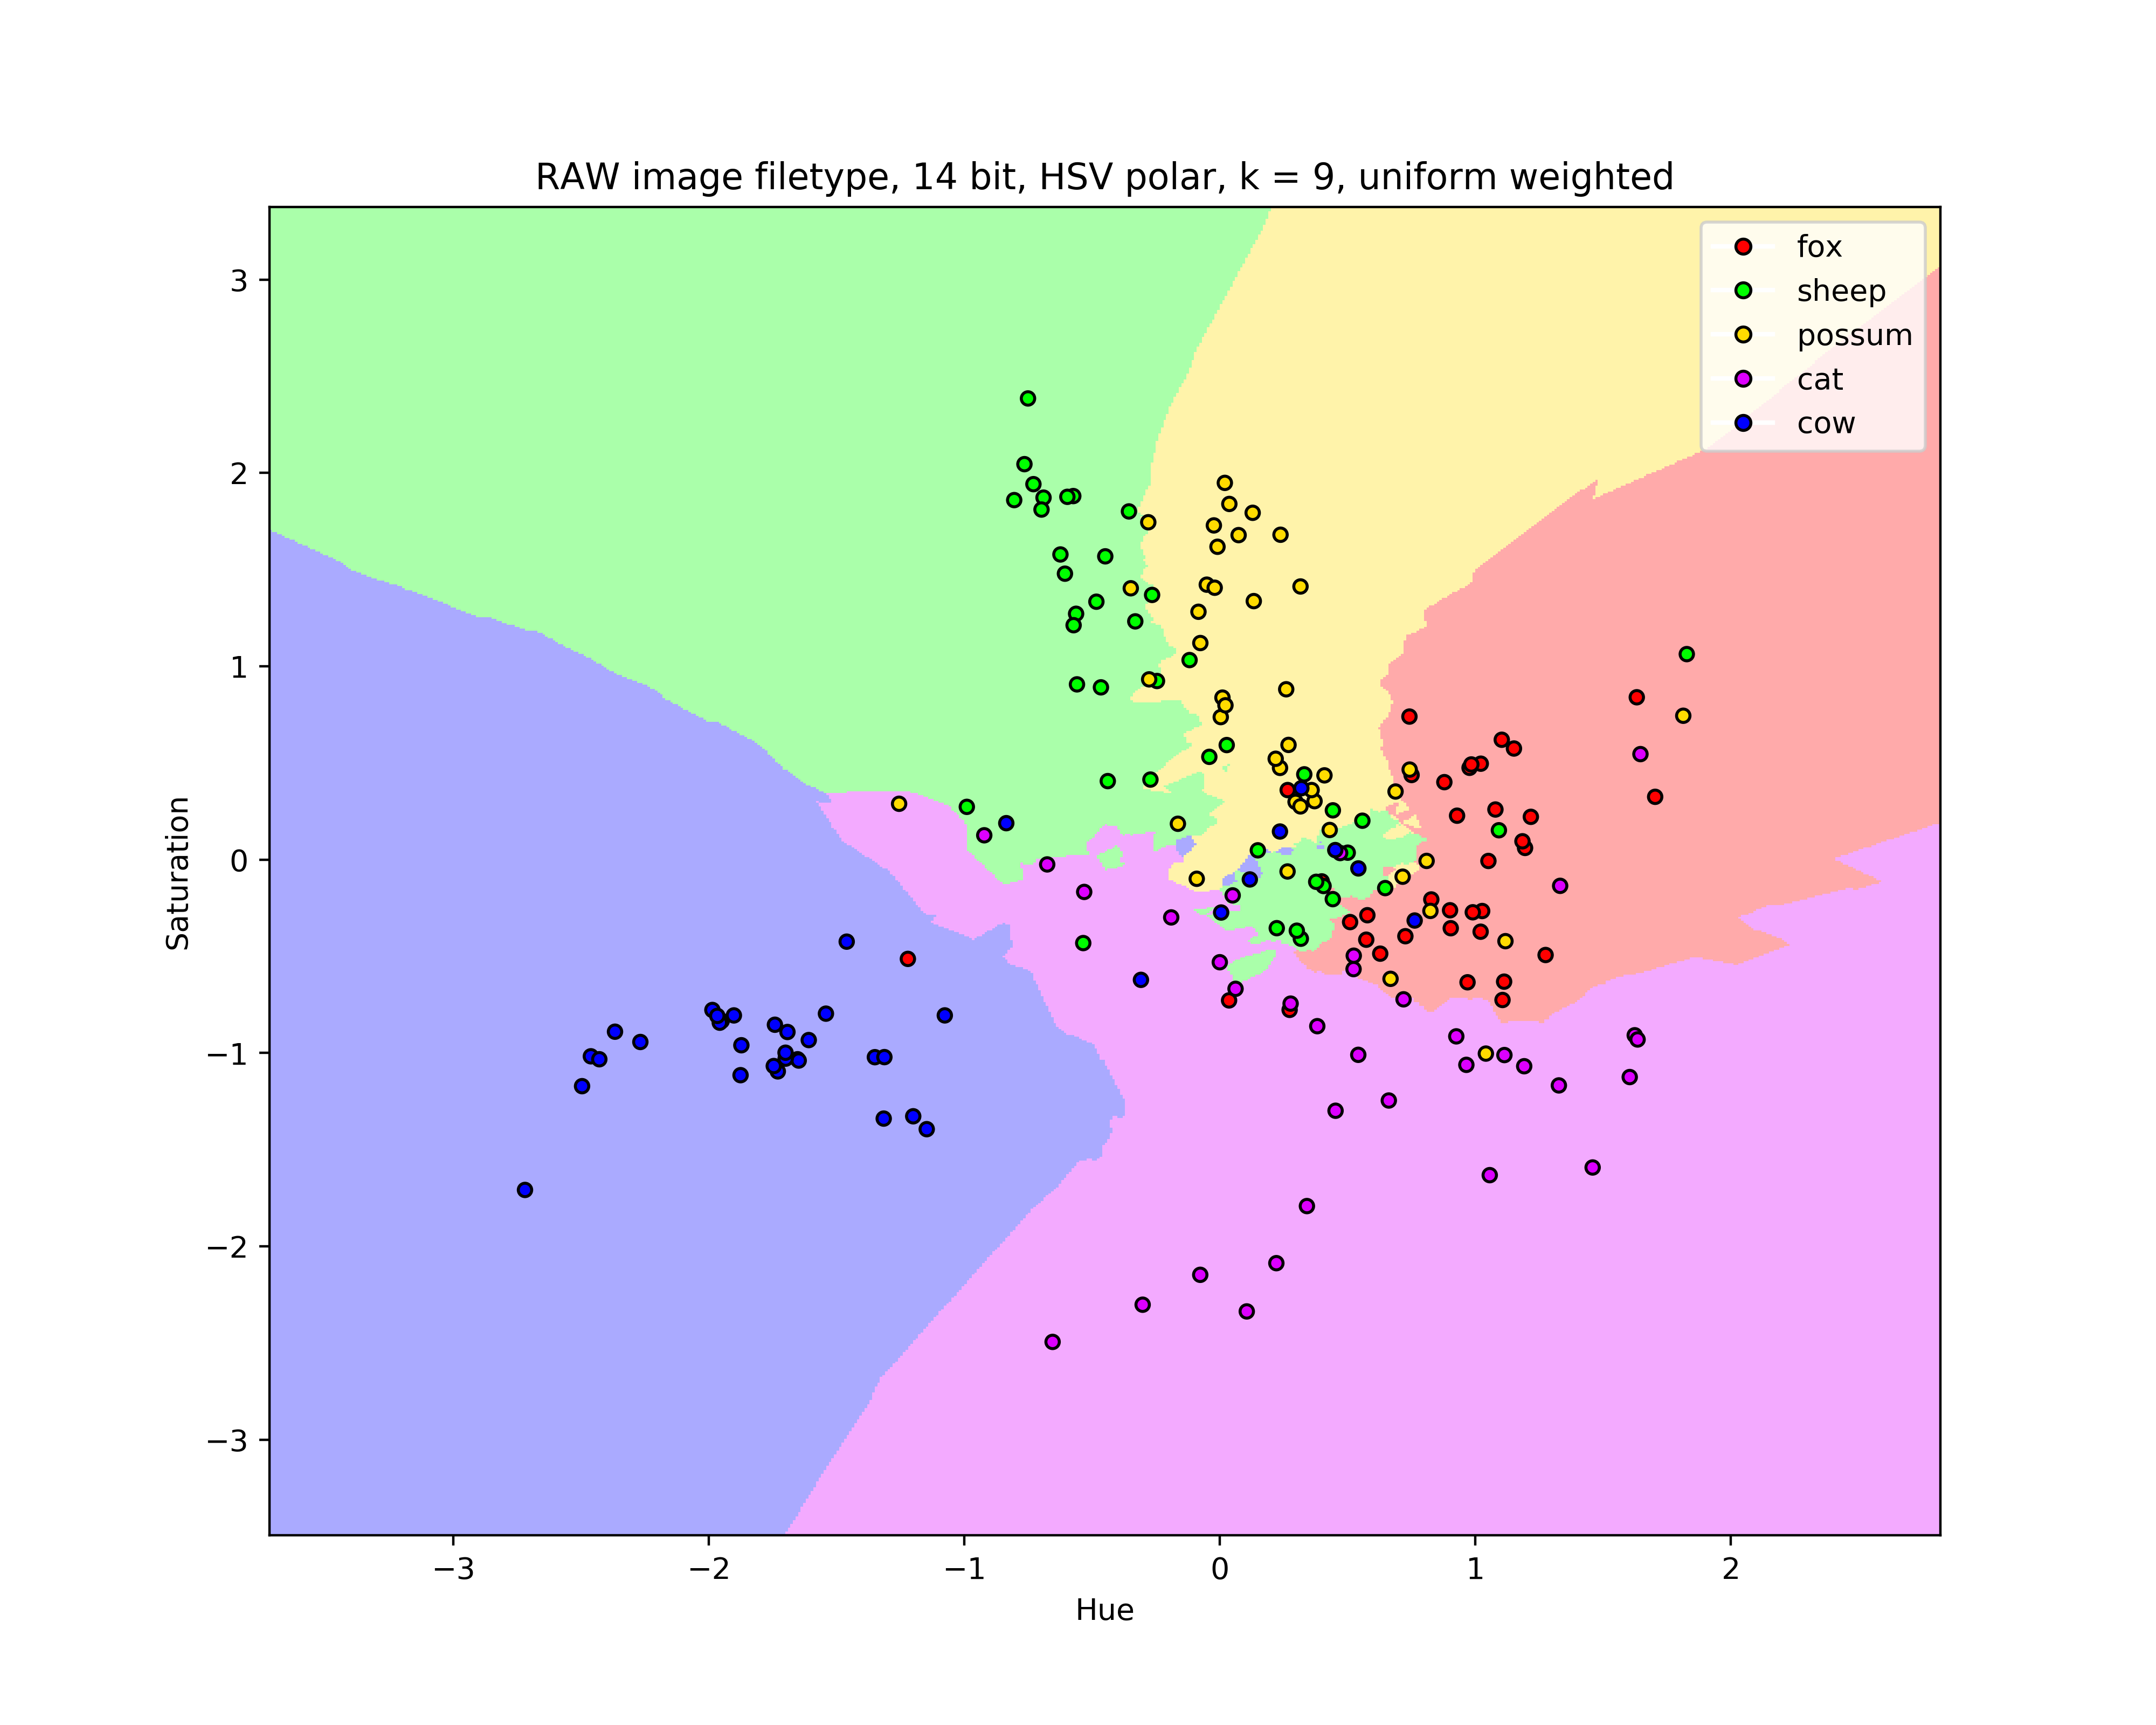 RAW image filetype, 14 bit, HSV polar, k = 9, uniform weighted
fox
sheep
possum
cat
cow
3
2
1
0
−1
−2
−3
Saturation
−3
−2
−1
0
1
2
Hue